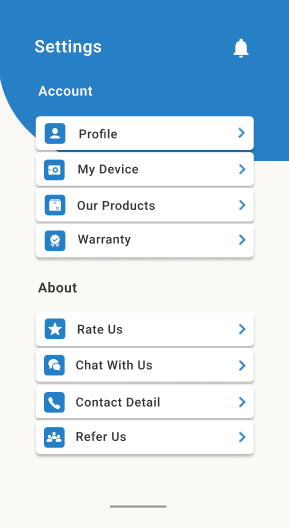 Settings
Account
Profile
My Device
Our Products
Warranty
About
Rate Us
Chat With Us
Contact Detail
Refer Us